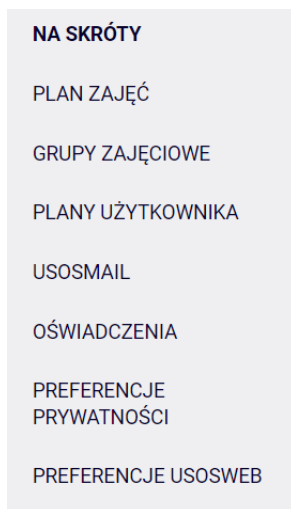 NA SKRÓTY
PLAN ZAJĘĆ
GRUPY ZAJĘCIOWE
PLANY UŻYTKOWNIKA
USOSMAIL
OŚWIADCZENIA
PREFERENCJE
PRYWATNOŚCI
PREFERENCJE USOSWEB